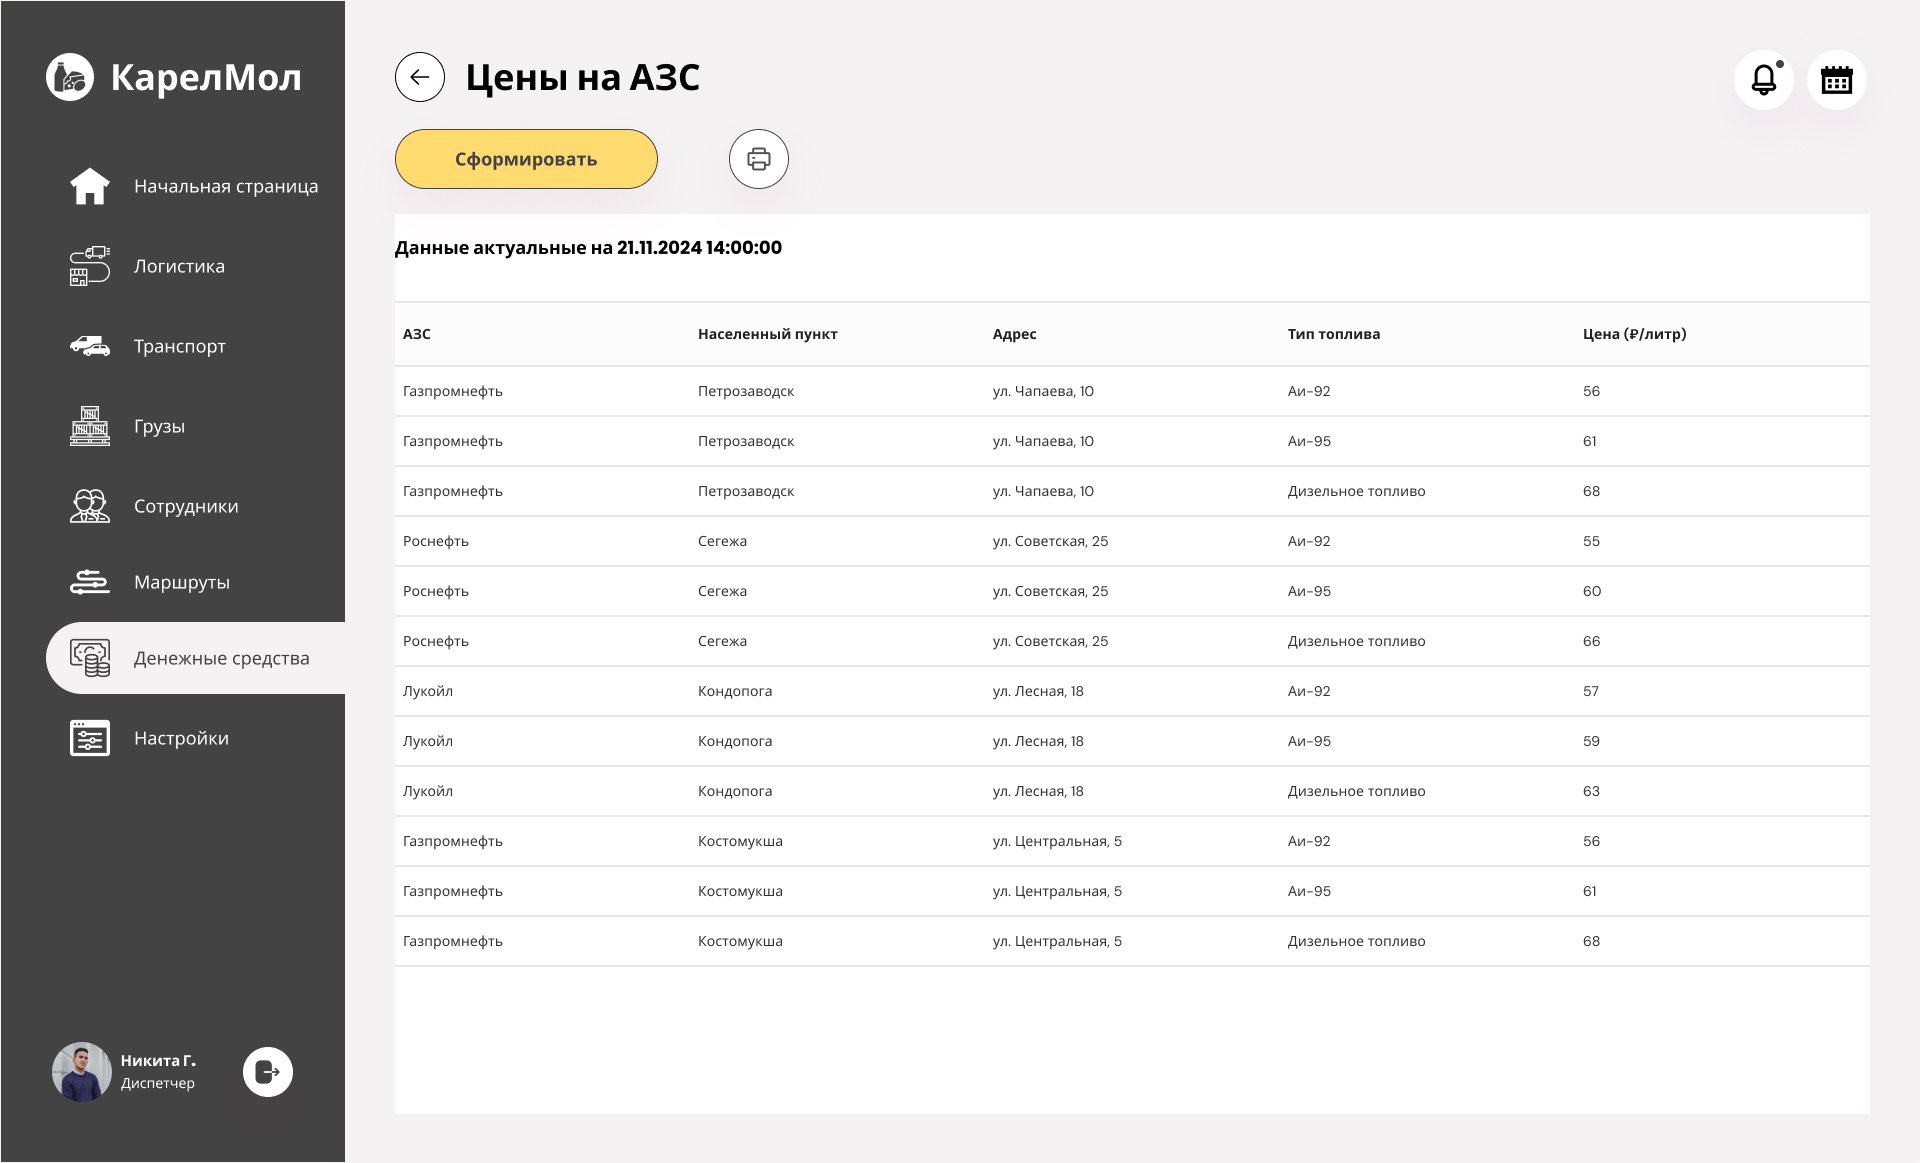 КарелМол
Начальная страница
Логистика
Транспорт
Грузы
Сотрудники
Маршруты
Денежные средства
Настройки
Никита Г.
Диспетчер
Цены на АЗС
Сформировать
Данные актуальные на 21.11.2024 14:00:00
АЗС Населенный пункт Адрес Тип топлива Цена (₽/литр)
Газпромнефть Петрозаводск ул. Чапаева, 10 Аи-92 56
Газпромнефть Петрозаводск ул. Чапаева, 10 Аи-95 61
Газпромнефть Петрозаводск ул. Чапаева, 10 Дизельное топливо 68
Роснефть Сегежа ул. Советская, 25 Аи-92 55
Роснефть Сегежа ул. Советская, 25 Аи-95 60
Роснефть Сегежа ул. Советская, 25 Дизельное топливо 66
Лукойл Кондопога ул. Лесная, 18 Аи-92 57
Лукойл Кондопога ул. Лесная, 18 Аи-95 59
Лукойл Кондопога ул. Лесная, 18 Дизельное топливо 63
Газпромнефть Костомукша ул. Центральная, 5 Аи-92 56
Газпромнефть Костомукша ул. Центральная, 5 Аи-95 61
Газпромнефть Костомукша ул. Центральная, 5 Дизельное топливо 68